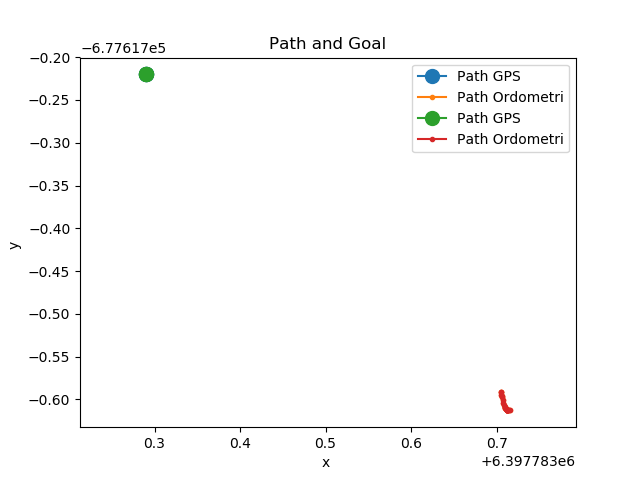 Path and Goal
−6.77617e5
−0.20
−0.25
−0.30
−0.35
−0.40
−0.45
−0.50
−0.55
−0.60
y
Path GPS
Path Ordometri
Path GPS
Path Ordometri
0.3 0.4 0.5 0.6 0.7
x
+6.397783e6